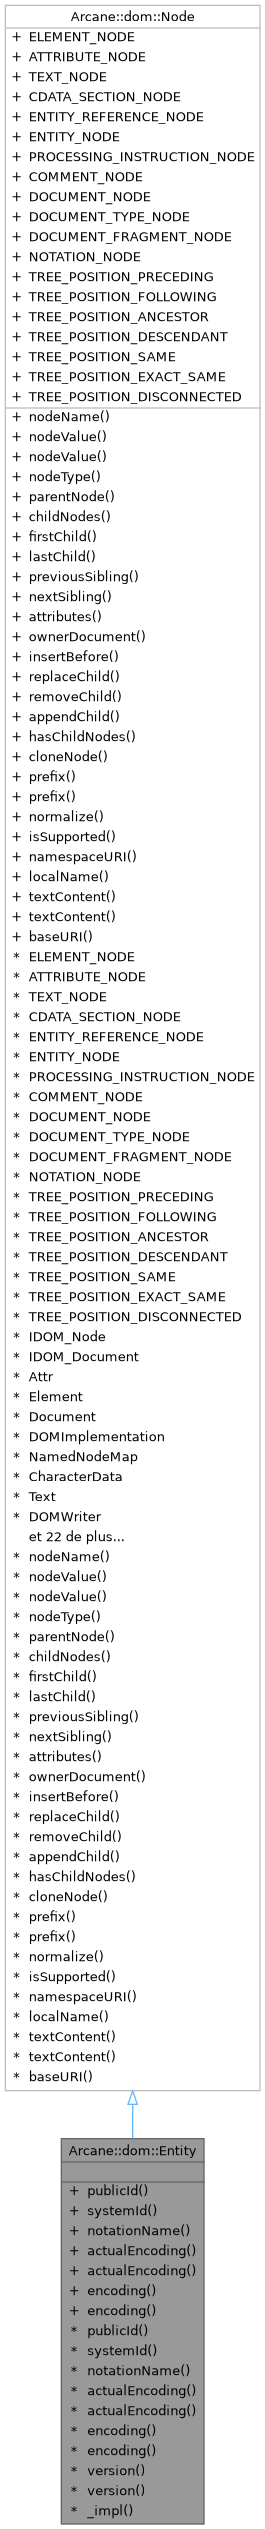 Arcane::dom::Node
+ ELEMENT_NODE
+ ATTRIBUTE_NODE
+ TEXT_NODE
+ CDATA_SECTION_NODE
+ ENTITY_REFERENCE_NODE
+ ENTITY_NODE
+ PROCESSING_INSTRUCTION_NODE
+ COMMENT_NODE
+ DOCUMENT_NODE
+ DOCUMENT_TYPE_NODE
+ DOCUMENT_FRAGMENT_NODE
+ NOTATION_NODE
+ TREE_POSITION_PRECEDING
+ TREE_POSITION_FOLLOWING
+ TREE_POSITION_ANCESTOR
+ TREE_POSITION_DESCENDANT
+ TREE_POSITION_SAME
+ TREE_POSITION_EXACT_SAME
+ TREE_POSITION_DISCONNECTED
+ nodeName()
+ nodeValue()
+ nodeValue()
+ nodeType()
+ parentNode()
+ childNodes()
+ firstChild()
+ lastChild()
+ previousSibling()
+ nextSibling()
+ attributes()
+ ownerDocument()
+ insertBefore()
+ replaceChild()
+ removeChild()
+ appendChild()
+ hasChildNodes()
+ cloneNode()
+ prefix()
+ prefix()
+ normalize()
+ isSupported()
+ namespaceURI()
+ localName()
+ textContent()
+ textContent()
+ baseURI()
* ELEMENT_NODE
* ATTRIBUTE_NODE
* TEXT_NODE
* CDATA_SECTION_NODE
* ENTITY_REFERENCE_NODE
* ENTITY_NODE
* PROCESSING_INSTRUCTION_NODE
* COMMENT_NODE
* DOCUMENT_NODE
* DOCUMENT_TYPE_NODE
* DOCUMENT_FRAGMENT_NODE
* NOTATION_NODE
* TREE_POSITION_PRECEDING
* TREE_POSITION_FOLLOWING
* TREE_POSITION_ANCESTOR
* TREE_POSITION_DESCENDANT
* TREE_POSITION_SAME
* TREE_POSITION_EXACT_SAME
* TREE_POSITION_DISCONNECTED
* IDOM_Node
* IDOM_Document
* Attr
* Element
* Document
* DOMImplementation
* NamedNodeMap
* CharacterData
* Text
* DOMWriter
et 22 de plus...
* nodeName()
* nodeValue()
* nodeValue()
* nodeType()
* parentNode()
* childNodes()
* firstChild()
* lastChild()
* previousSibling()
* nextSibling()
* attributes()
* ownerDocument()
* insertBefore()
* replaceChild()
* removeChild()
* appendChild()
* hasChildNodes()
* cloneNode()
* prefix()
* prefix()
* normalize()
* isSupported()
* namespaceURI()
* localName()
* textContent()
* textContent()
* baseURI()
Arcane::dom::Entity
+ publicId()
+ systemId()
+ notationName()
+ actualEncoding()
+ actualEncoding()
+ encoding()
+ encoding()
* publicId()
* systemId()
* notationName()
* actualEncoding()
* actualEncoding()
* encoding()
* encoding()
* version()
* version()
* _impl()